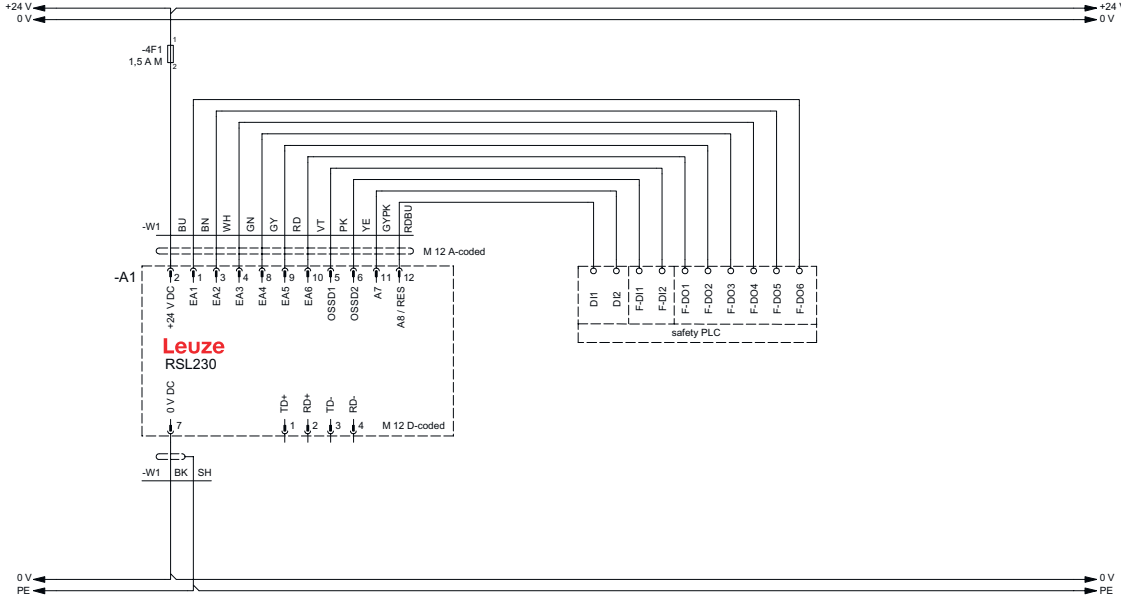 +24 V
+24 V
0 V
0 V
-4F1
1,5 A M
1
2
-W1
BU
BN
WH
GN
GY
RD
VT
PK
YE
GYPK
RDBU
M 12 A-coded
-A1
2
1
3
4
8
9
10
5
6
11
12
+24 V DC
EA1
EA2
EA3
EA4
EA5
EA6
OSSD1
OSSD2
A7
A8 / RES
DI1
DI2
F-DI1
F-DI2
F-DO1
F-DO2
F-DO3
F-DO4
F-DO5
F-DO6
safety PLC
Leuze
RSL230
0 V DC
TD+
RD+
TD-
RD-
7
1
2
3
4
M 12 D-coded
-W1
BK
SH
0 V
0 V
PE
PE